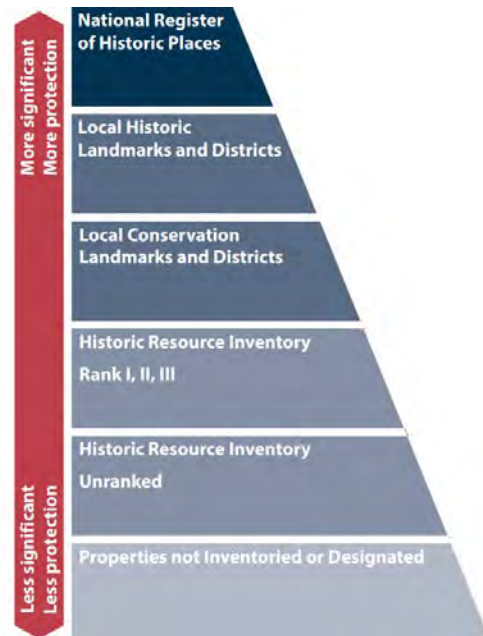 More significant
More protection
National Register
of Historic Places
Local Historic
Landmarks and Districts
Local Conservation
Landmarks and Districts
Historic Resource Inventory
Rank I, II, III
Historic Resource Inventory
Unranked
Less significant
Less protection
Properties not Inventoried or Designated